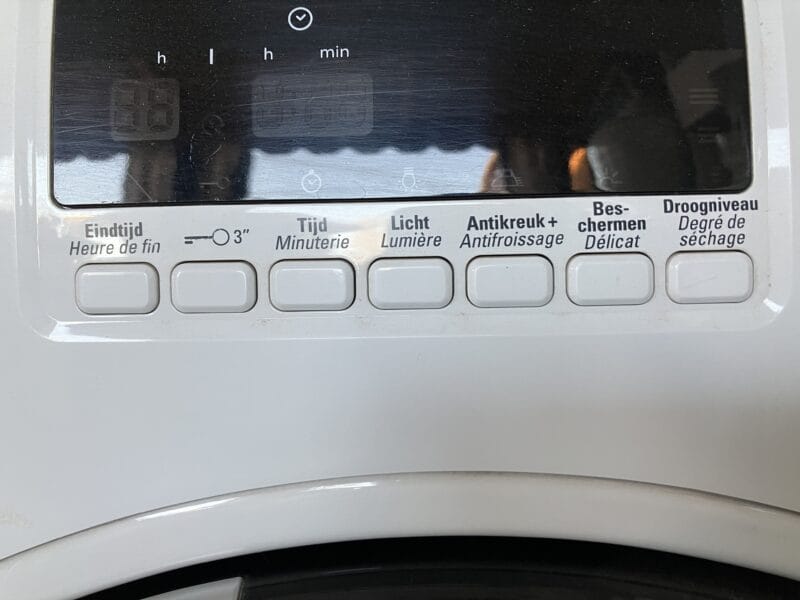 h h min
Eindtijd
Heure de fin
3"
Tijd
Minuterie
Licht
Lumière
Antikreuk+
Antifroissage
Bes-
chermen
Délicat
Droogniveau
Degré de
séchage